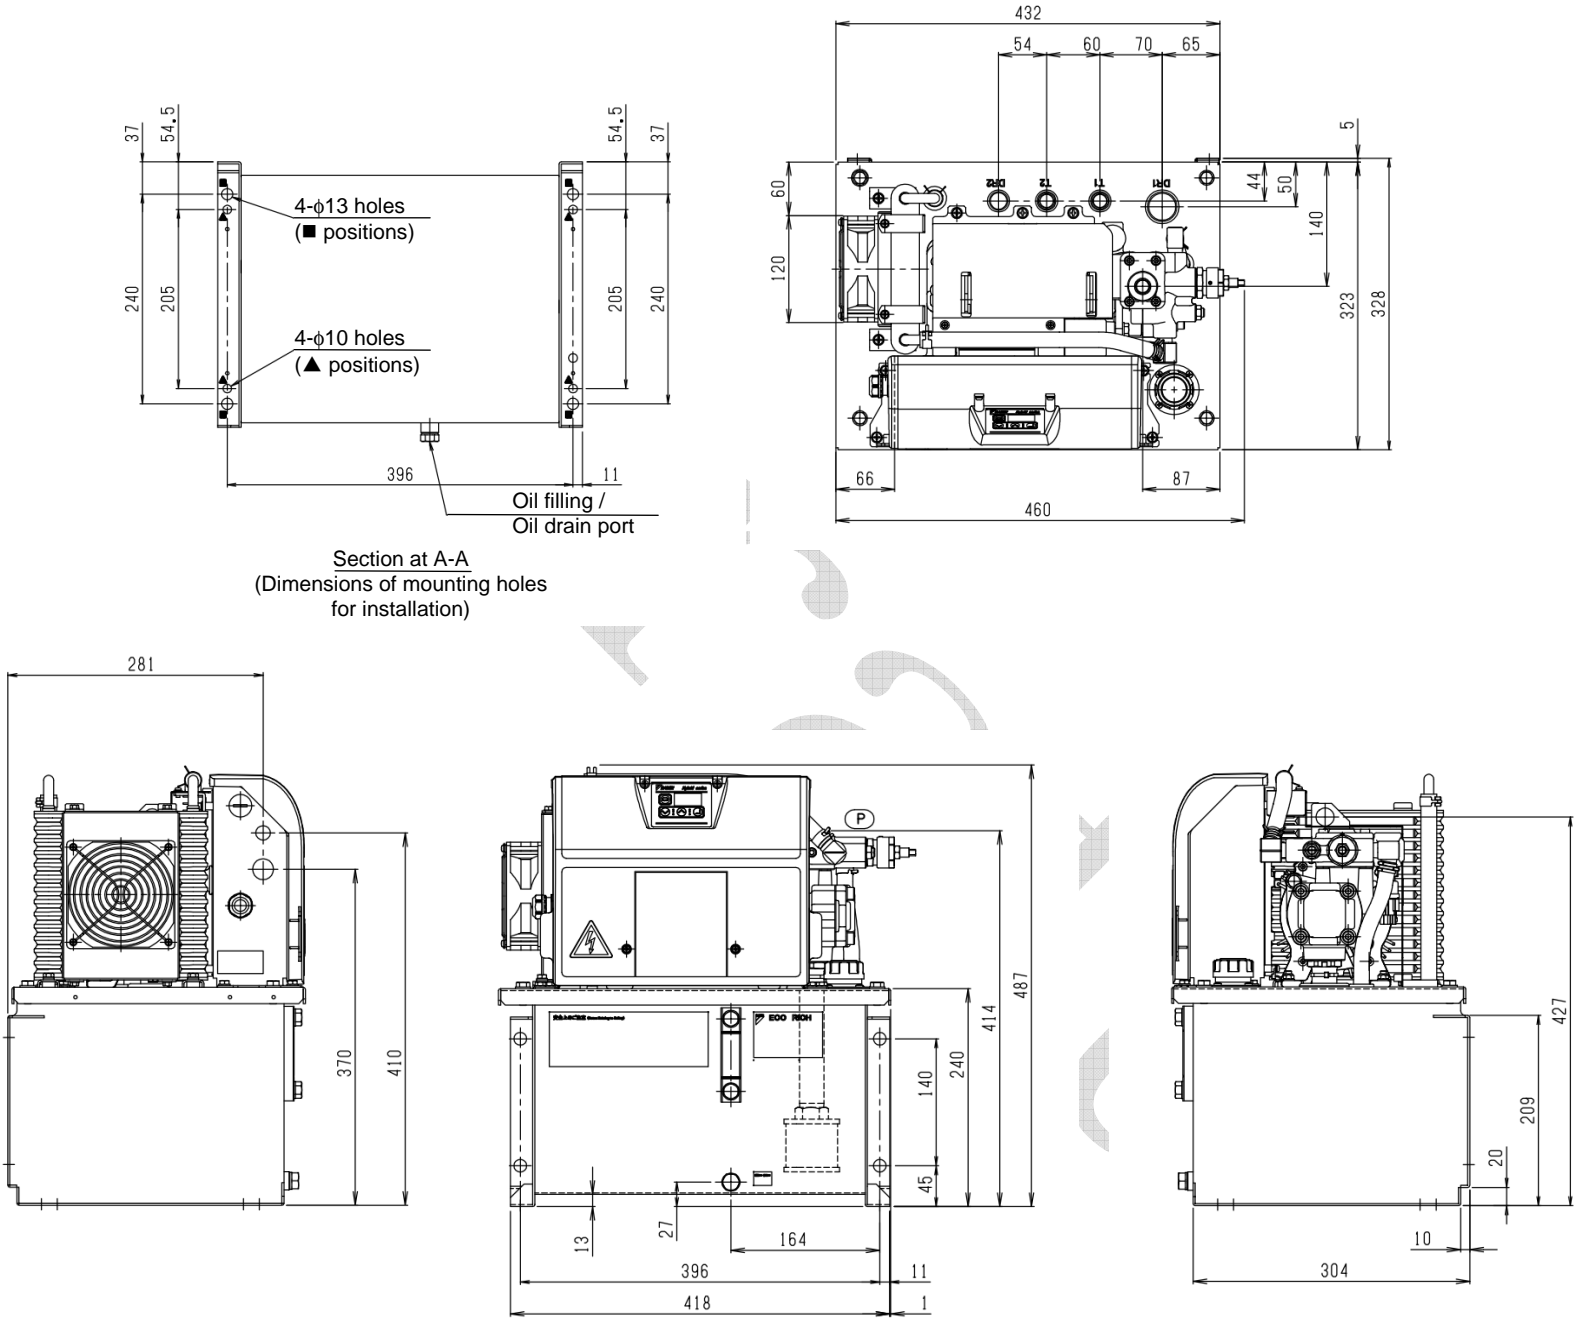 432
54 60 70 65
37 54.5 54.5 37
240 205 205 240
4-φ13 holes
(■ positions)
4-φ10 holes
(▲ positions)
396 11
Oil filling /
Oil drain port
Section at A-A
(Dimensions of mounting holes
for installation)
5
60 44 50 140
DR2 T2 T1 DR1
120 323 328
66 87
460
281
370 410
P
ECO RICH
487 414 240 140 45
13 27 164
396 11
418 1
427 209 20
10
304